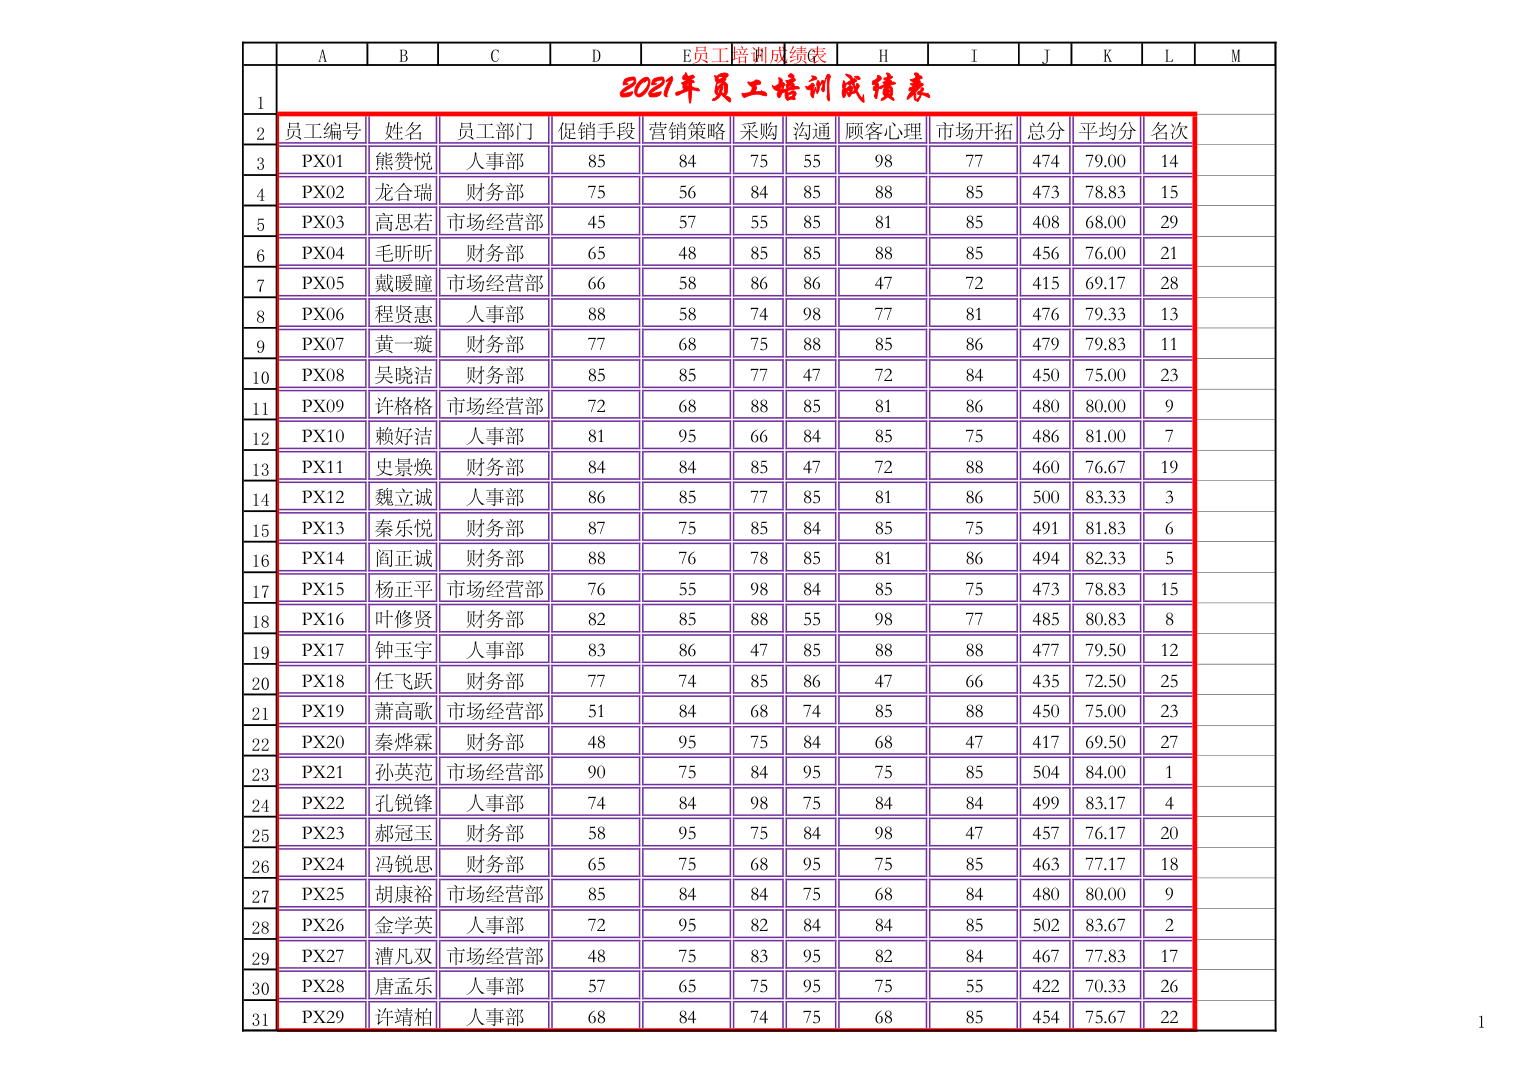 员工培训成绩表
A B C D E F G H I J K L M
1 2021年员工培训成绩表
2 员工编号 姓名 员工部门 促销手段 营销策略 采购 沟通 顾客心理 市场开拓 总分 平均分 名次
3 PX01 熊赞悦 人事部 85 84 75 55 98 77 474 79.00 14
4 PX02 龙合瑞 财务部 75 56 84 85 88 85 473 78.83 15
5 PX03 高思若 市场经营部 45 57 55 85 81 85 408 68.00 29
6 PX04 毛昕昕 财务部 65 48 85 85 88 85 456 76.00 21
7 PX05 戴暖瞳 市场经营部 66 58 86 86 47 72 415 69.17 28
8 PX06 程贤惠 人事部 88 58 74 98 77 81 476 79.33 13
9 PX07 黄一璇 财务部 77 68 75 88 85 86 479 79.83 11
10 PX08 吴晓洁 财务部 85 85 77 47 72 84 450 75.00 23
11 PX09 许格格 市场经营部 72 68 88 85 81 86 480 80.00 9
12 PX10 赖好洁 人事部 81 95 66 84 85 75 486 81.00 7
13 PX11 史景焕 财务部 84 84 85 47 72 88 460 76.67 19
14 PX12 魏立诚 人事部 86 85 77 85 81 86 500 83.33 3
15 PX13 秦乐悦 财务部 87 75 85 84 85 75 491 81.83 6
16 PX14 阎正诚 财务部 88 76 78 85 81 86 494 82.33 5
17 PX15 杨正平 市场经营部 76 55 98 84 85 75 473 78.83 15
18 PX16 叶修贤 财务部 82 85 88 55 98 77 485 80.83 8
19 PX17 钟玉宇 人事部 83 86 47 85 88 88 477 79.50 12
20 PX18 任飞跃 财务部 77 74 85 86 47 66 435 72.50 25
21 PX19 萧高歌 市场经营部 51 84 68 74 85 88 450 75.00 23
22 PX20 秦烨霖 财务部 48 95 75 84 68 47 417 69.50 27
23 PX21 孙英范 市场经营部 90 75 84 95 75 85 504 84.00 1
24 PX22 孔锐锋 人事部 74 84 98 75 84 84 499 83.17 4
25 PX23 郝冠玉 财务部 58 95 75 84 98 47 457 76.17 20
26 PX24 冯锐思 财务部 65 75 68 95 75 85 463 77.17 18
27 PX25 胡康裕 市场经营部 85 84 84 75 68 84 480 80.00 9
28 PX26 金学英 人事部 72 95 82 84 84 85 502 83.67 2
29 PX27 漕凡双 市场经营部 48 75 83 95 82 84 467 77.83 17
30 PX28 唐孟乐 人事部 57 65 75 95 75 55 422 70.33 26
31 PX29 许靖柏 人事部 68 84 74 75 68 85 454 75.67 22
1